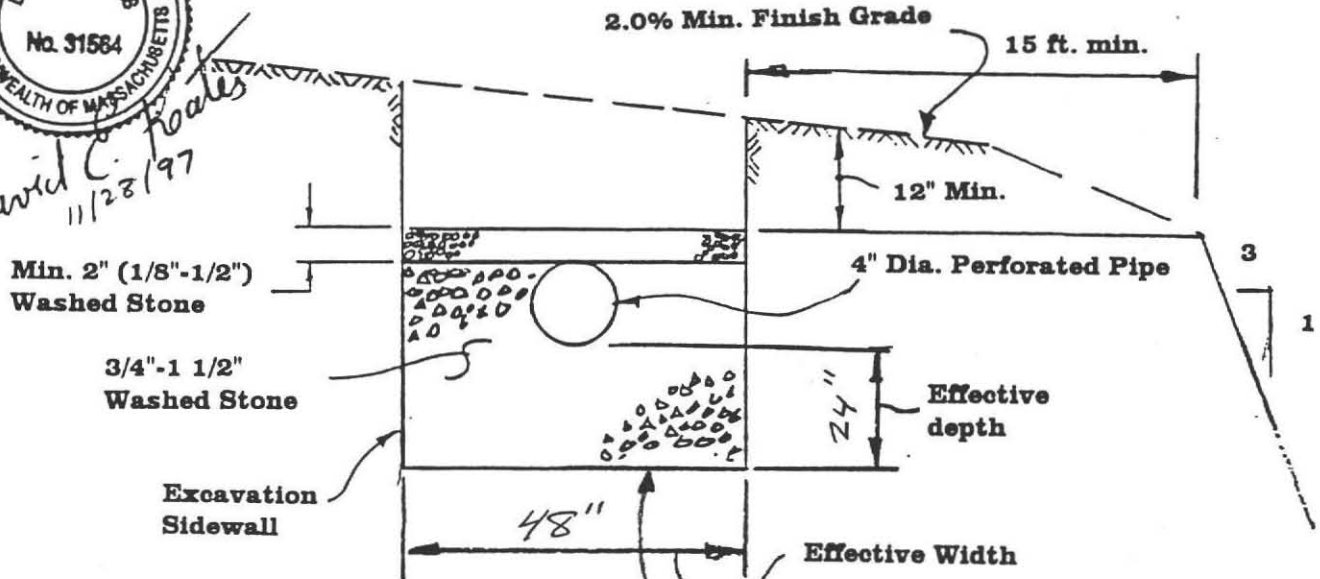 No. 31584
WEALTH OF MASSACHUSETTS
David C.
11/28/97
2.0% Min. Finish Grade
15 ft. min.
12" Min.
Min. 2" (1/8"-1/2")
Washed Stone
4" Dia. Perforated Pipe
3
1
3/4"-1 1/2"
Washed Stone
24"
Effective
depth
Excavation
Sidewall
48"
Effective Width